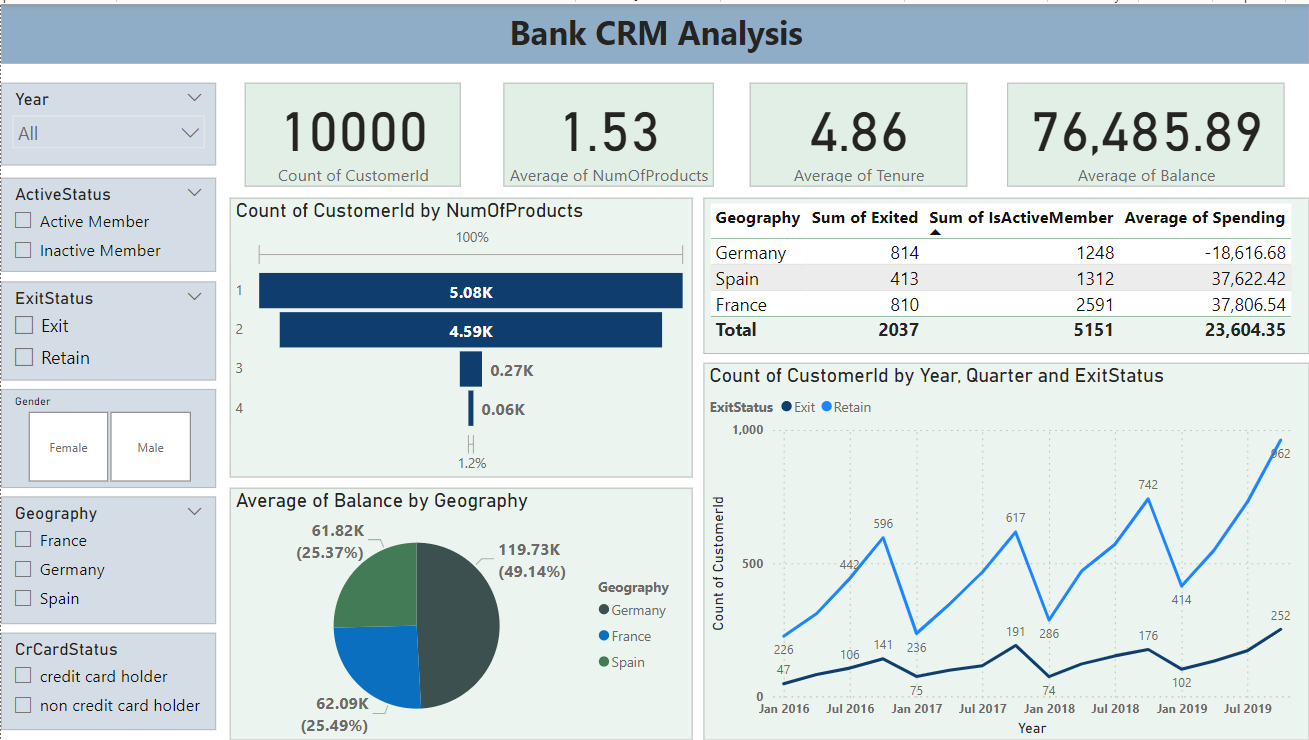 Bank CRM Analysis
Year
All
ActiveStatus
Active Member
Inactive Member
ExitStatus
Exit
Retain
Gender
Female Male
Geography
France
Germany
Spain
CrCardStatus
credit card holder
non credit card holder
10000
Count of CustomerId
1.53
Average of NumOfProducts
4.86
Average of Tenure
76,485.89
Average of Balance
Count of CustomerId by NumOfProducts
100%
1 5.08K
2 4.59K
3 0.27K
4 0.06K
1.2%
Geography Sum of Exited Sum of IsActiveMember Average of Spending
Germany 814 1248 -18,616.68
Spain 413 1312 37,622.42
France 810 2591 37,806.54
Total 2037 5151 23,604.35
Average of Balance by Geography
61.82K
(25.37%)
119.73K
(49.14%)
62.09K
(25.49%)
Geography
Germany
France
Spain
Count of CustomerId by Year, Quarter and ExitStatus
ExitStatus Exit Retain
Count of CustomerId
1,000
500
0
226
442
596
236
617
286
742
414
962
47
106
141
75
191
74
176
102
252
Jan 2016 Jul 2016 Jan 2017 Jul 2017 Jan 2018 Jul 2018 Jan 2019 Jul 2019
Year